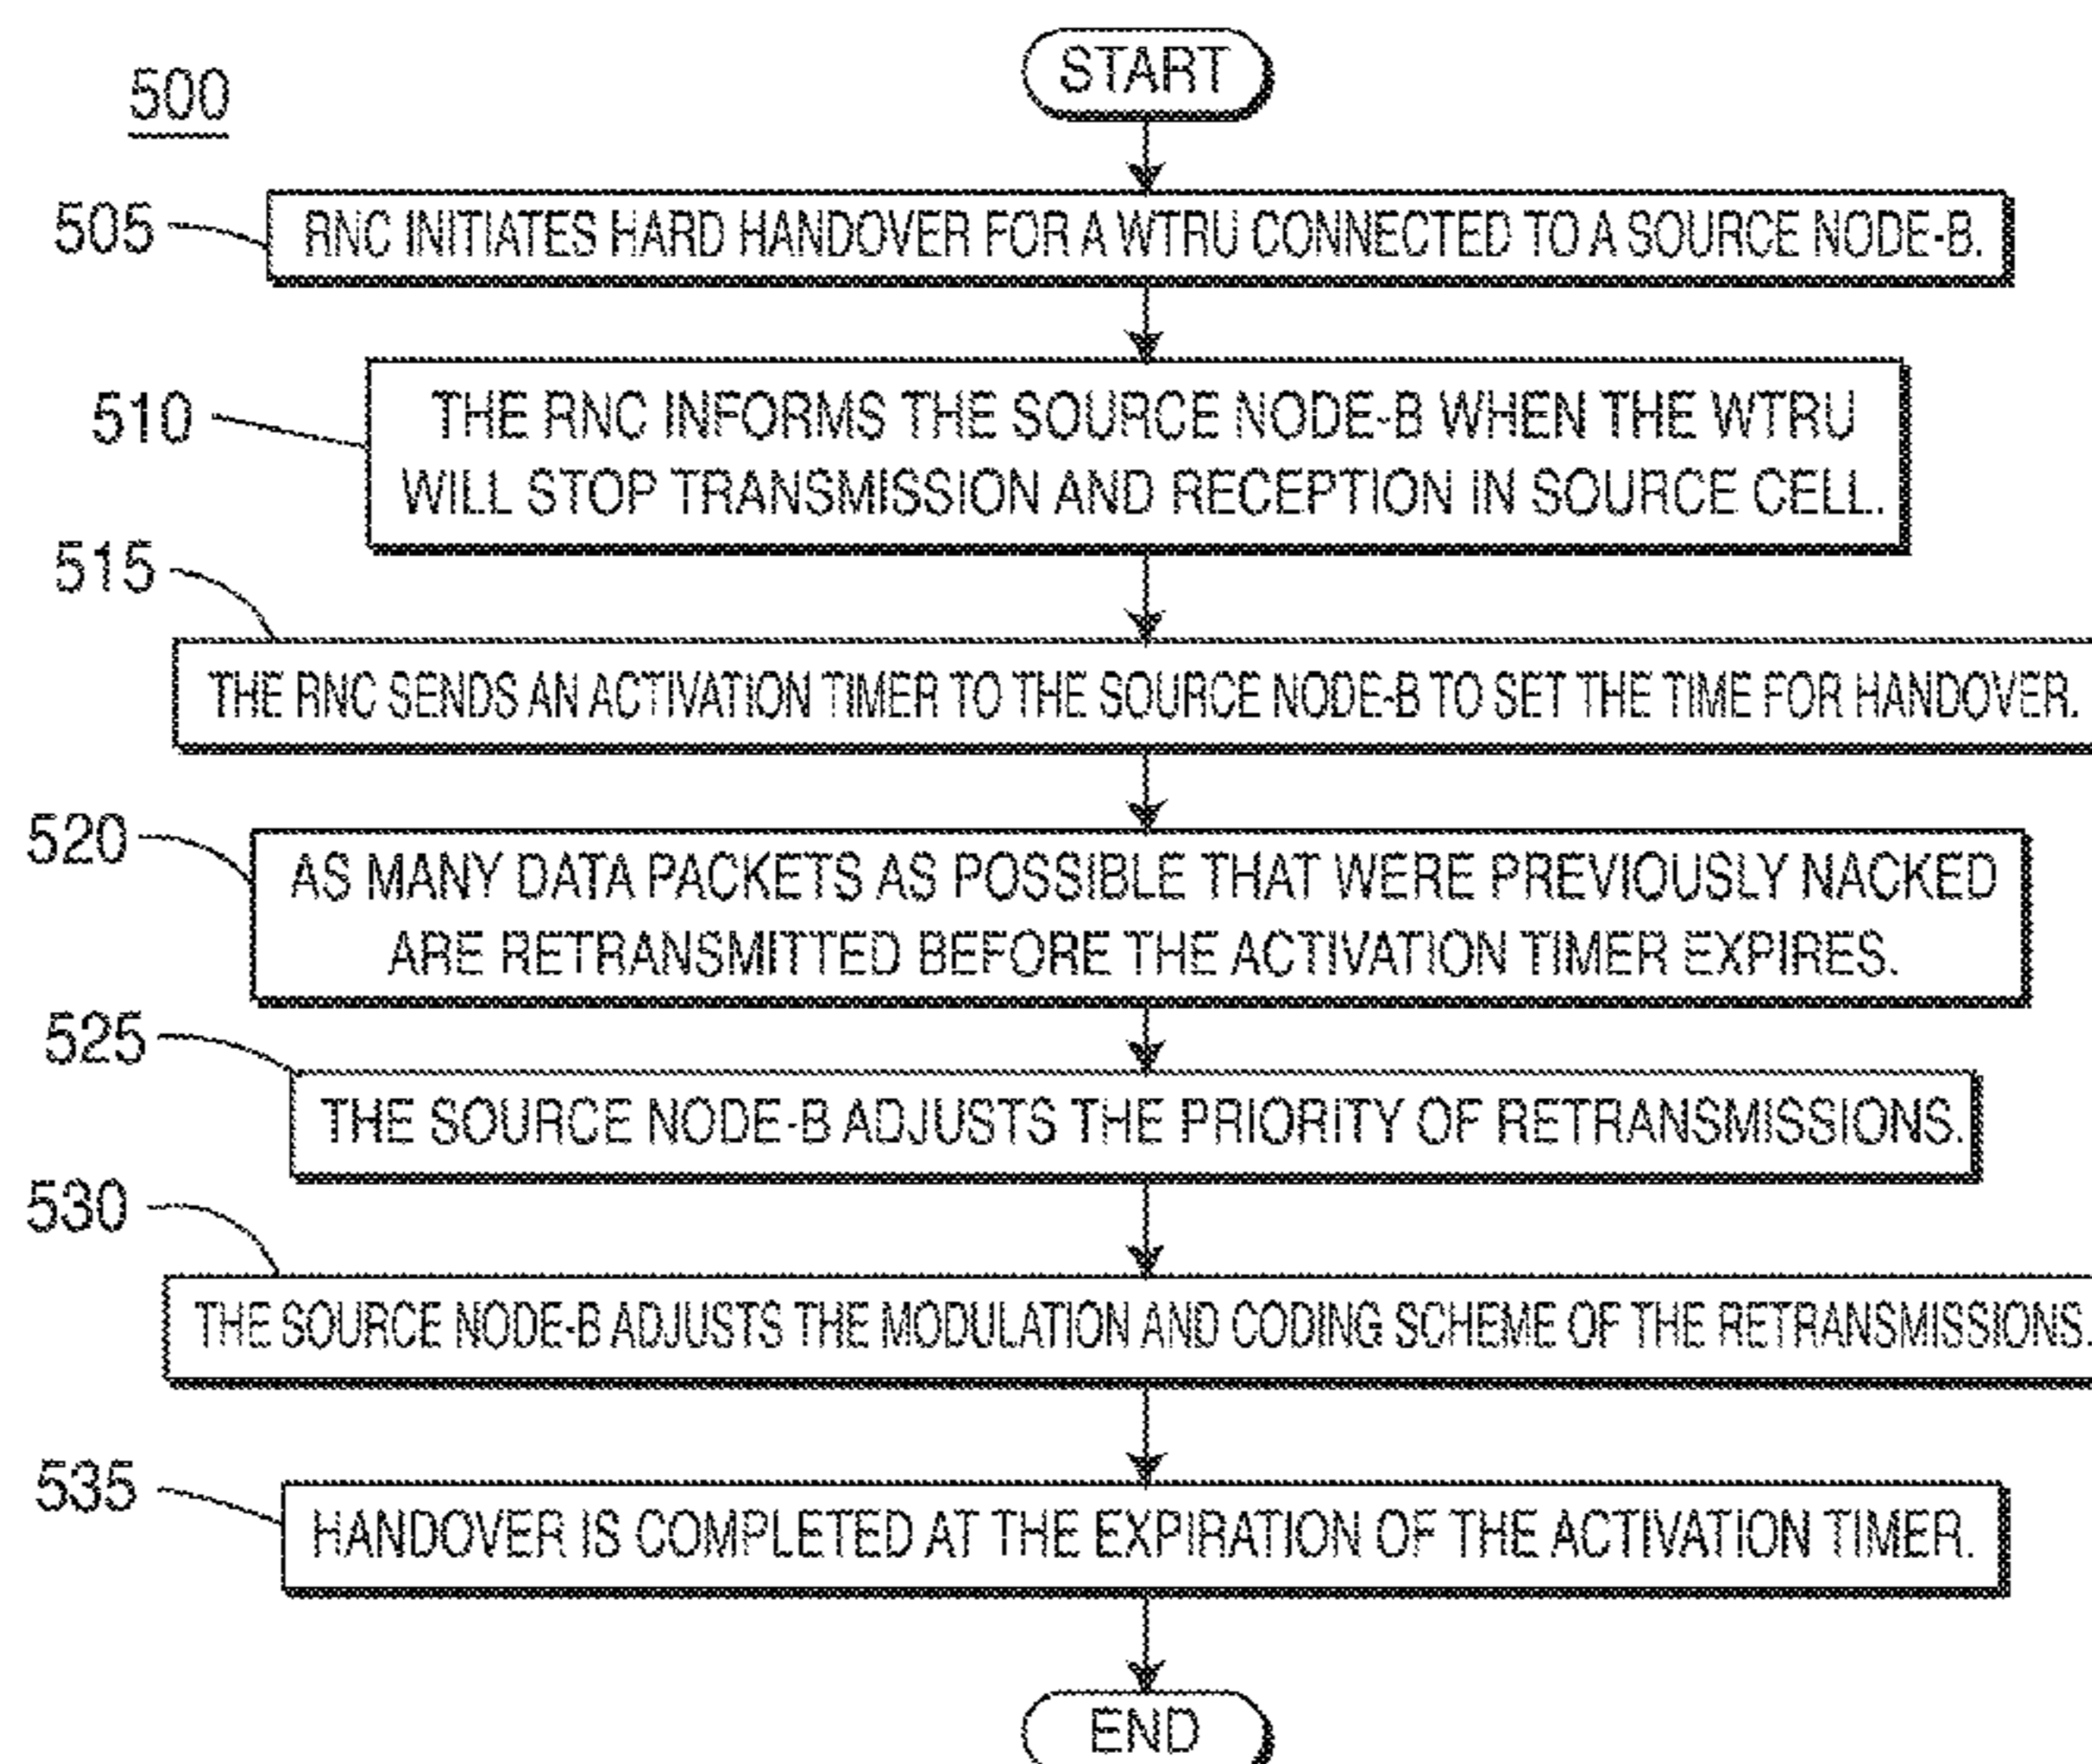 START
500
505
RNC INITIATES HARD HANDOVER FOR A WTRU CONNECTED TO A SOURCE NODE-B.
510
THE RNC INFORMS THE SOURCE NODE-B WHEN THE WTRU
WILL STOP TRANSMISSION AND RECEPTION IN SOURCE CELL.
515
THE RNC SENDS AN ACTIVATION TIMER TO THE SOURCE NODE-B TO SET THE TIME FOR HANDOVER.
520
AS MANY DATA PACKETS AS POSSIBLE THAT WERE PREVIOUSLY NACKED
ARE RETRANSMITTED BEFORE THE ACTIVATION TIMER EXPIRES.
525
THE SOURCE NODE-B ADJUSTS THE PRIORITY OF RETRANSMISSIONS.
530
THE SOURCE NODE-B ADJUSTS THE MODULATION AND CODING SCHEME OF THE RETRANSMISSIONS.
535
HANDOVER IS COMPLETED AT THE EXPIRATION OF THE ACTIVATION TIMER.
END